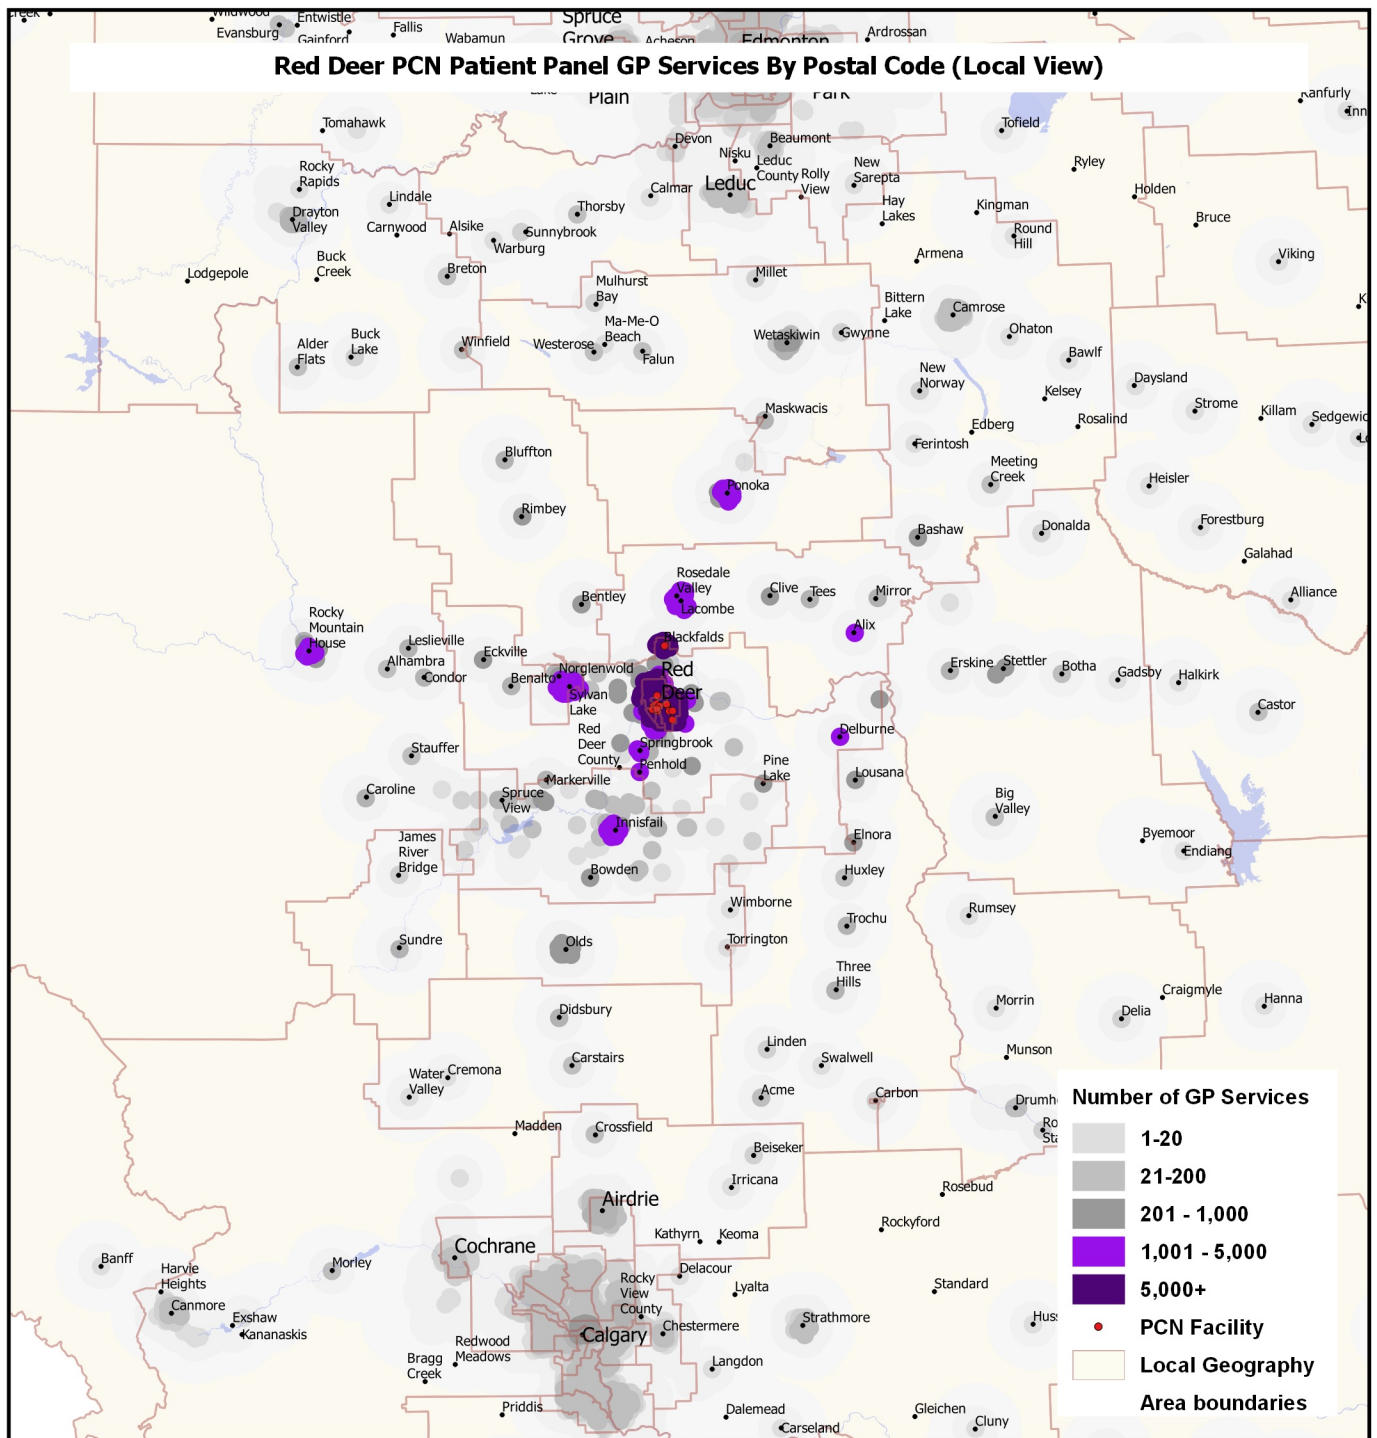 Wildwood
Entwistle
Evansburg
Gainford
Fallis
Wabamun
Spruce
Grove
Acheson
Edmonton
Ardrossan
Red Deer PCN Patient Panel GP Services By Postal Code (Local View)
Lake
Plain
Park
Ranfurly
Tomahawk
Devon
Beaumont
Tofield
Nisku
Leduc
County
Rolly
View
New
Sarepta
Ryley
Rocky
Rapids
Lindale
Calmar
Leduc
Holden
Drayton
Valley
Carnwood
Alsike
Thorsby
Sunnybrook
Warburg
Hay
Lakes
Kingman
Round
Hill
Bruce
Lodgepole
Buck
Creek
Breton
Armena
Viking
Mulhurst
Bay
Millet
Bittern
Lake
Camrose
Alder
Flats
Buck
Lake
Winfield
Westerose
Ma-Me-O
Beach
Falun
Wetaskiwin
Gwynne
Ohaton
Bawlf
New
Norway
Kelsey
Daysland
Strome
Killam
Maskwacis
Edberg
Rosalind
Ferintosh
Bluffton
Meeting
Creek
Heisler
Ponoka
Rimbey
Bashaw
Donalda
Forestburg
Galahad
Rosedale
Valley
Lacombe
Bentley
Clive
Tees
Mirror
Alliance
Rocky
Mountain
House
Leslieville
Alhambra
Condor
Eckville
Benalto
Norglenwold
Sylvan
Lake
Blackfalds
Red
Deer
Alix
Erskine
Stettler
Botha
Gadsby
Halkirk
Castor
Stauffer
Red
Deer
County
Springbrook
Penhold
Delburne
Caroline
Markerville
Spruce
View
Pine
Lake
Lousana
Big
Valley
Innisfail
James
River
Bridge
Elnora
Byemoor
Endiang
Bowden
Huxley
Wimborne
Trochu
Rumsey
Sundre
Olds
Torrington
Three
Hills
Morrin
Delia
Craigmyle
Hanna
Didsbury
Linden
Carstairs
Swalwell
Munson
Water
Valley
Cremona
Acme
Carbon
Madden
Crossfield
Beiseker
Irricana
Rosebud
Airdrie
Rockyford
Kathyrn
Keoma
Cochrane
Banff
Morley
Harvie
Heights
Canmore
Delacour
Lyalta
Standard
Rocky
View
County
Exshaw
Kananaskis
Calgary
Chestermere
Strathmore
Redwood
Meadows
Bragg
Creek
Langdon
Priddis
Dalemead
Carseland
Gleichen
Cluny
Number of GP Services
1-20
21-200
201 - 1,000
1,001 - 5,000
5,000+
PCN Facility
Local Geography
Area boundaries